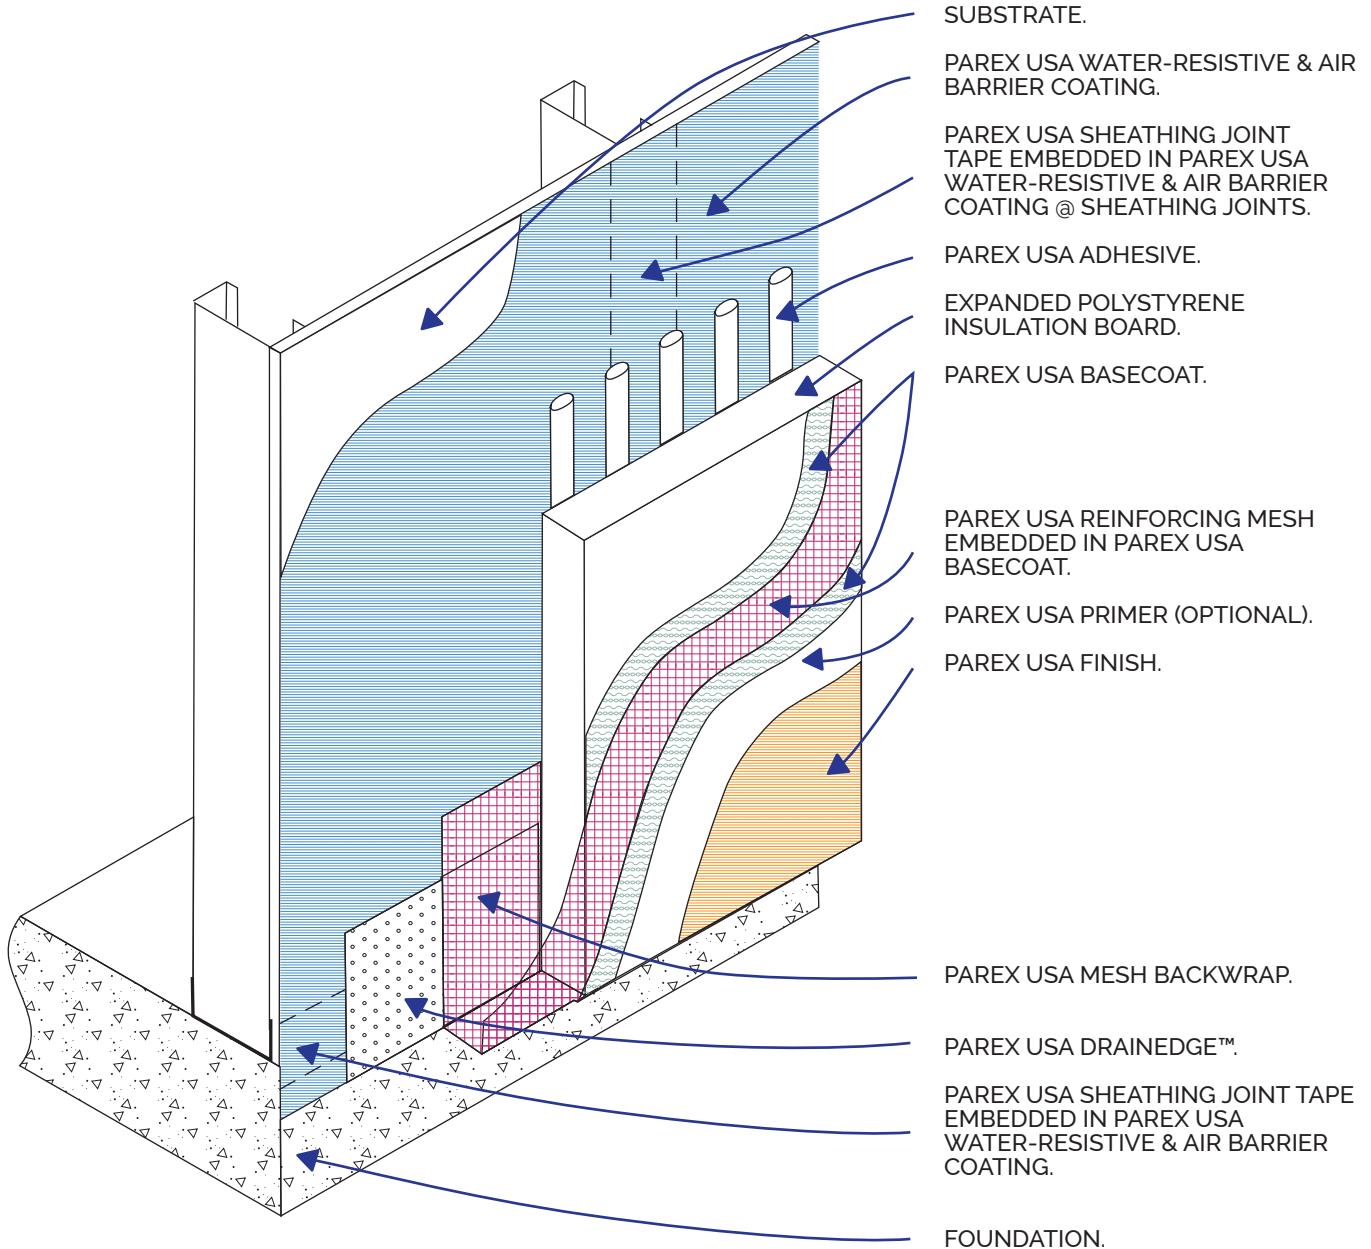 SUBSTRATE.
PAREX USA WATER-RESISTIVE & AIR
BARRIER COATING.
PAREX USA SHEATHING JOINT
TAPE EMBEDDED IN PAREX USA
WATER-RESISTIVE & AIR BARRIER
COATING @ SHEATHING JOINTS.
PAREX USA ADHESIVE.
EXPANDED POLYSTYRENE
INSULATION BOARD.
PAREX USA BASECOAT.
PAREX USA REINFORCING MESH
EMBEDDED IN PAREX USA
BASECOAT.
PAREX USA PRIMER (OPTIONAL).
PAREX USA FINISH.
PAREX USA MESH BACKWRAP.
PAREX USA DRAINEDGE™.
PAREX USA SHEATHING JOINT TAPE
EMBEDDED IN PAREX USA
WATER-RESISTIVE & AIR BARRIER
COATING.
FOUNDATION.